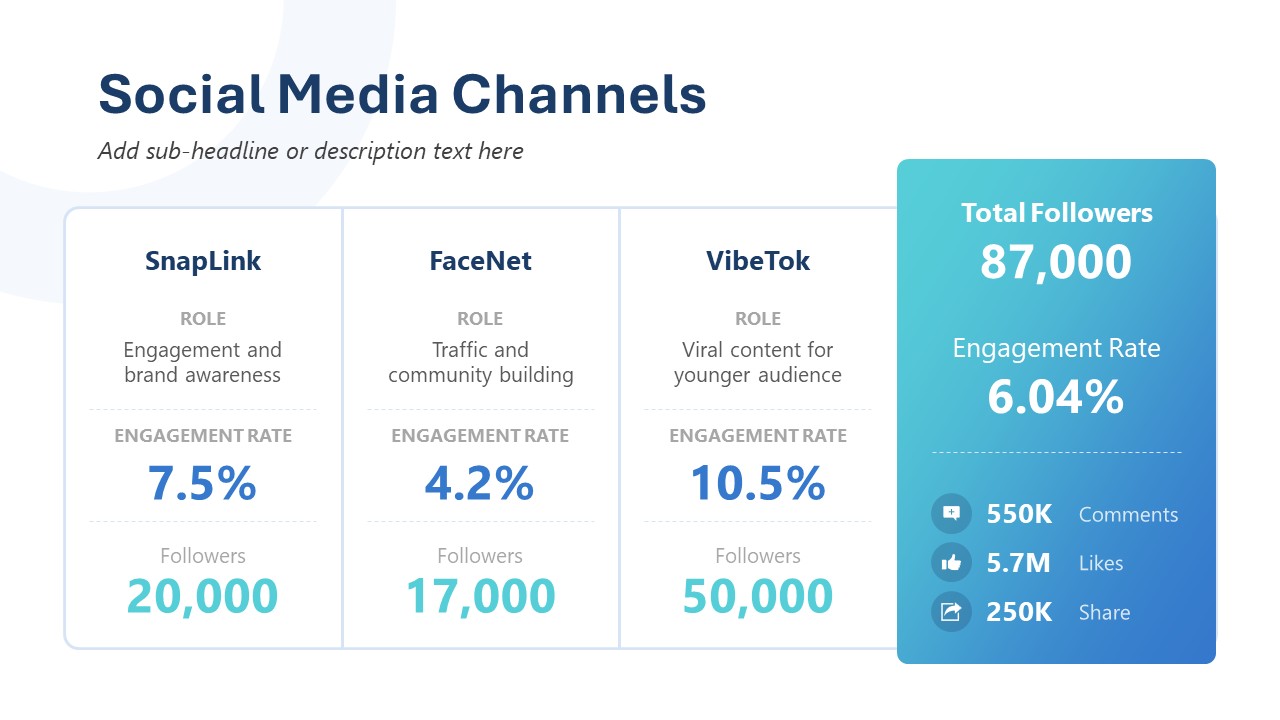 Social Media Channels
Add sub-headline or description text here
SnapLink
ROLE
Engagement and
brand awareness
ENGAGEMENT RATE
7.5%
Followers
20,000
FaceNet
ROLE
Traffic and
community building
ENGAGEMENT RATE
4.2%
Followers
17,000
VibeTok
ROLE
Viral content for
younger audience
ENGAGEMENT RATE
10.5%
Followers
50,000
Total Followers
87,000
Engagement Rate
6.04%
550K Comments
5.7M Likes
250K Share